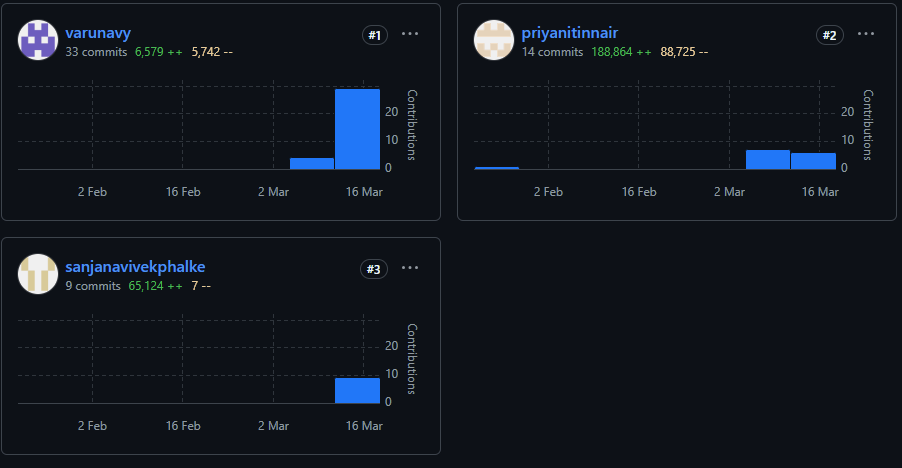 varunavy
#1
33 commits 6,579 ++ 5,742 --
20
10
0
Contributions
2 Feb 16 Feb 2 Mar 16 Mar
priyanitinnair
#2
14 commits 188,864 ++ 88,725 --
20
10
0
Contributions
2 Feb 16 Feb 2 Mar 16 Mar
sanjanavivekphalke
#3
9 commits 65,124 ++ 7 --
20
10
0
Contributions
2 Feb 16 Feb 2 Mar 16 Mar